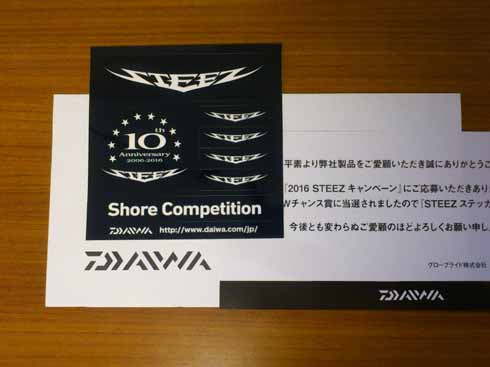 STEEZ
10th
Anniversary
2006-2016
STEEZ
STEEZ
STEEZ
STEEZ
STEEZ
Shore Competition
DAIWA http://www.daiwa.com/jp/
DAIWA
平素より弊社製品をご愛顧いただき誠にありがとうご
『2016 STEEZ キャンペーン』にご応募いただきあり
Wチャンス賞に当選されましたので『STEEZ ステッカ
今後とも変わらぬご愛顧のほどよろしくお願い申し
グローブライド株式会社
DAIWA